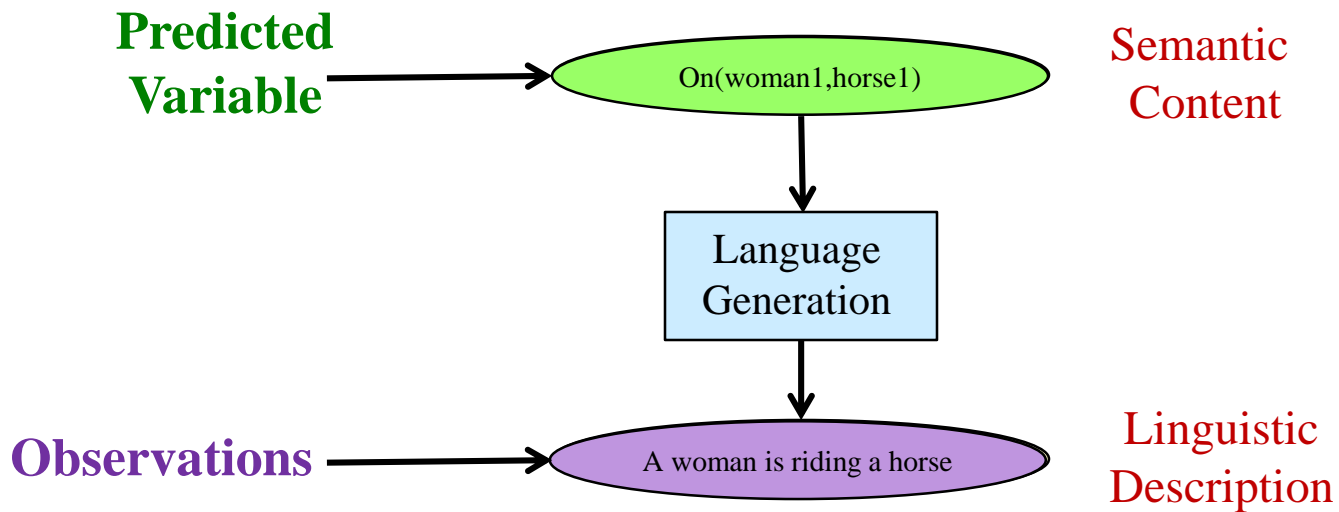 Predicted
Variable
On(woman1,horse1)
Semantic
Content
Language
Generation
Observations
A woman is riding a horse
Linguistic
Description